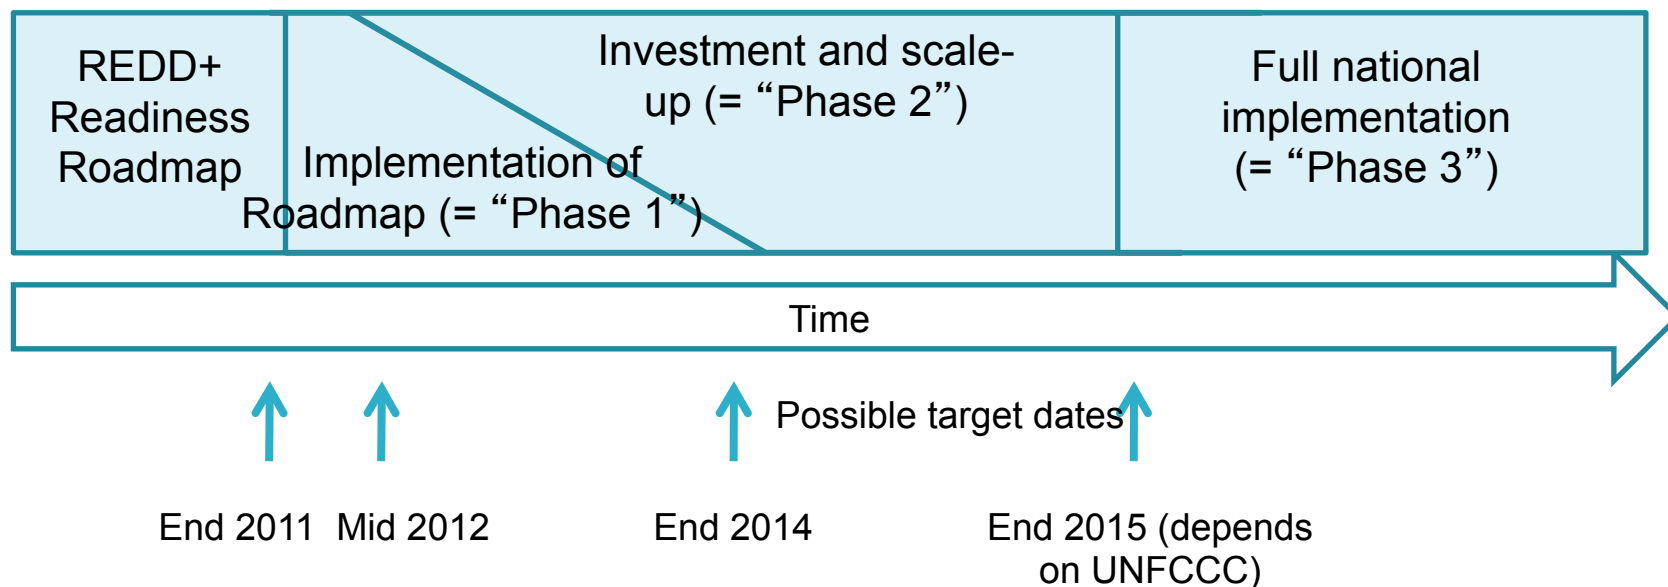 REDD+
Readiness
Roadmap
Implementation of
Roadmap (= “Phase 1”)
Investment and scale-
up (= “Phase 2”)
Full national
implementation
(= “Phase 3”)
Time
Possible target dates
End 2011
Mid 2012
End 2014
End 2015 (depends
on UNFCCC)